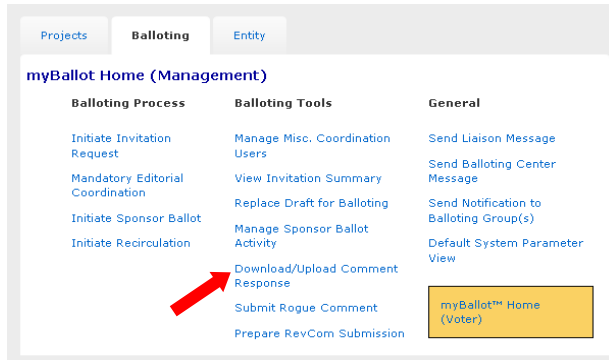 Projects
Balloting
Entity
myBallot Home (Management)
Balloting Process
Initiate Invitation
Request
Mandatory Editorial
Coordination
Initiate Sponsor Ballot
Initiate Recirculation
Balloting Tools
Manage Misc. Coordination
Users
View Invitation Summary
Replace Draft for Balloting
Manage Sponsor Ballot
Activity
Download/Upload Comment
Response
Submit Rogue Comment
Prepare RevCom Submission
General
Send Liaison Message
Send Balloting Center
Message
Send Notification to
Balloting Group(s)
Default System Parameter
View
myBallot™ Home
(Voter)